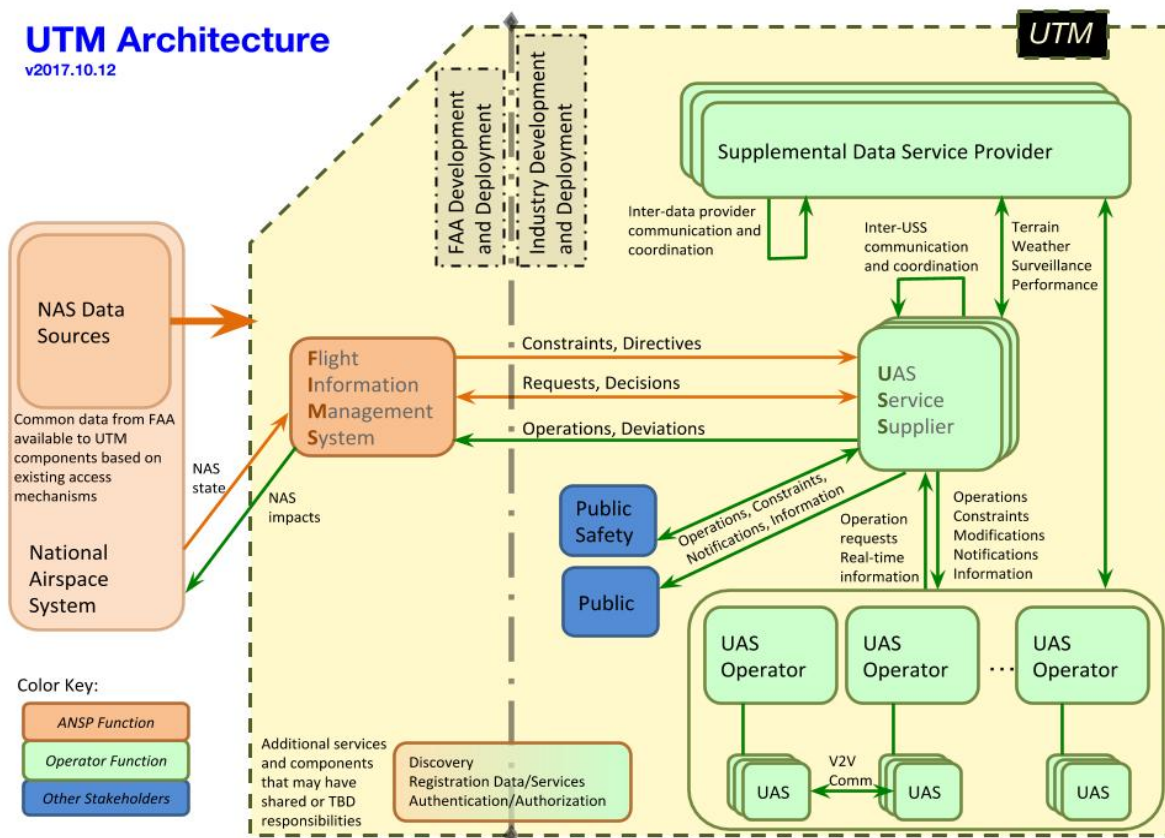 UTM Architecture
v2017.10.12
UTM
FAA Development
and Deployment
Industry Development
and Deployment
Supplemental Data Service Provider
Inter-data provider
communication and
coordination
Inter-USS
communication
and coordination
Terrain
Weather
Surveillance
Performance
NAS Data
Sources
Common data from FAA
available to UTM
components based on
existing access
mechanisms
National
Airspace
System
NAS
state
NAS
impacts
Flight
Information
Management
System
Constraints, Directives
Requests, Decisions
Operations, Deviations
UAS
Service
Supplier
Operations, Constraints,
Notifications, Information
Public
Safety
Public
Operation
requests
Real-time
information
Operations
Constraints
Modifications
Notifications
Information
UAS
Operator
UAS
Operator
...
UAS
Operator
UAS
V2V
Comm.
UAS
UAS
Color Key:
ANSP Function
Operator Function
Other Stakeholders
Additional services
and components
that may have
shared or TBD
responsibilities
Discovery
Registration Data/Services
Authentication/Authorization